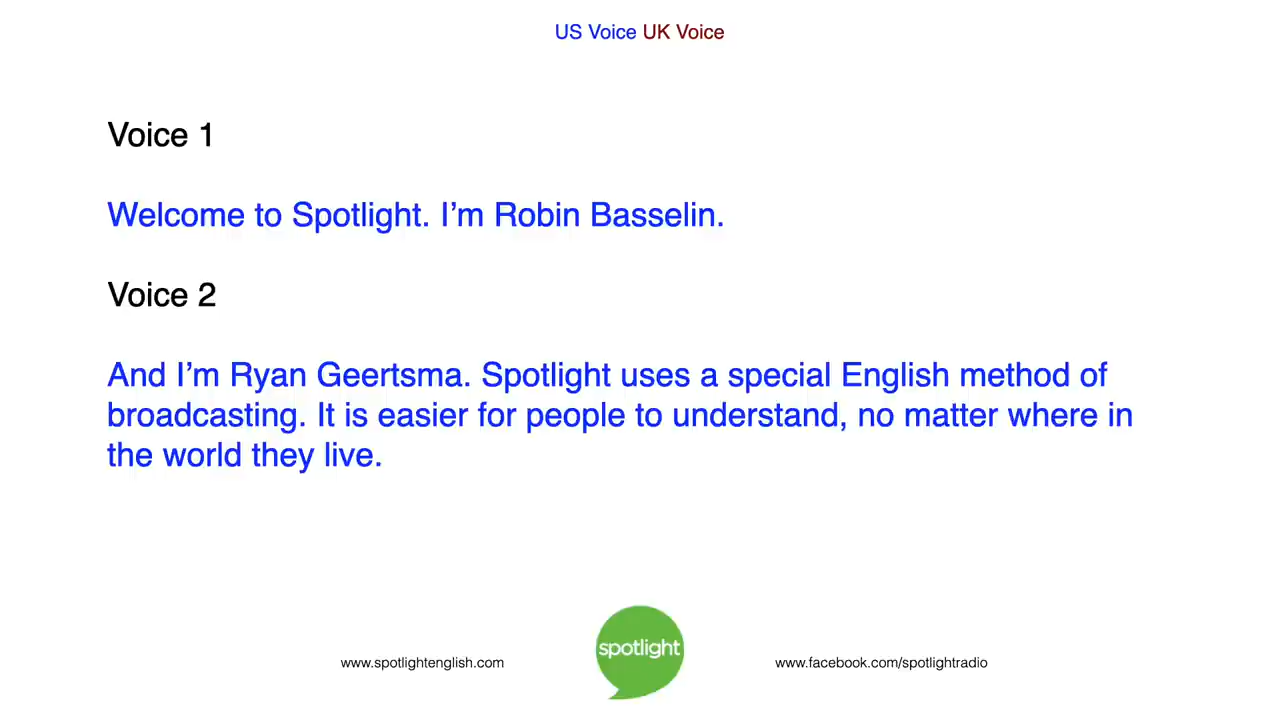 US Voice UK Voice
Voice 1
Welcome to Spotlight. I’m Robin Basselin.
Voice 2
And I’m Ryan Geertsma. Spotlight uses a special English method of
broadcasting. It is easier for people to understand, no matter where in
the world they live.
spotlight
www.spotlightenglish.com
www.facebook.com/spotlightradio